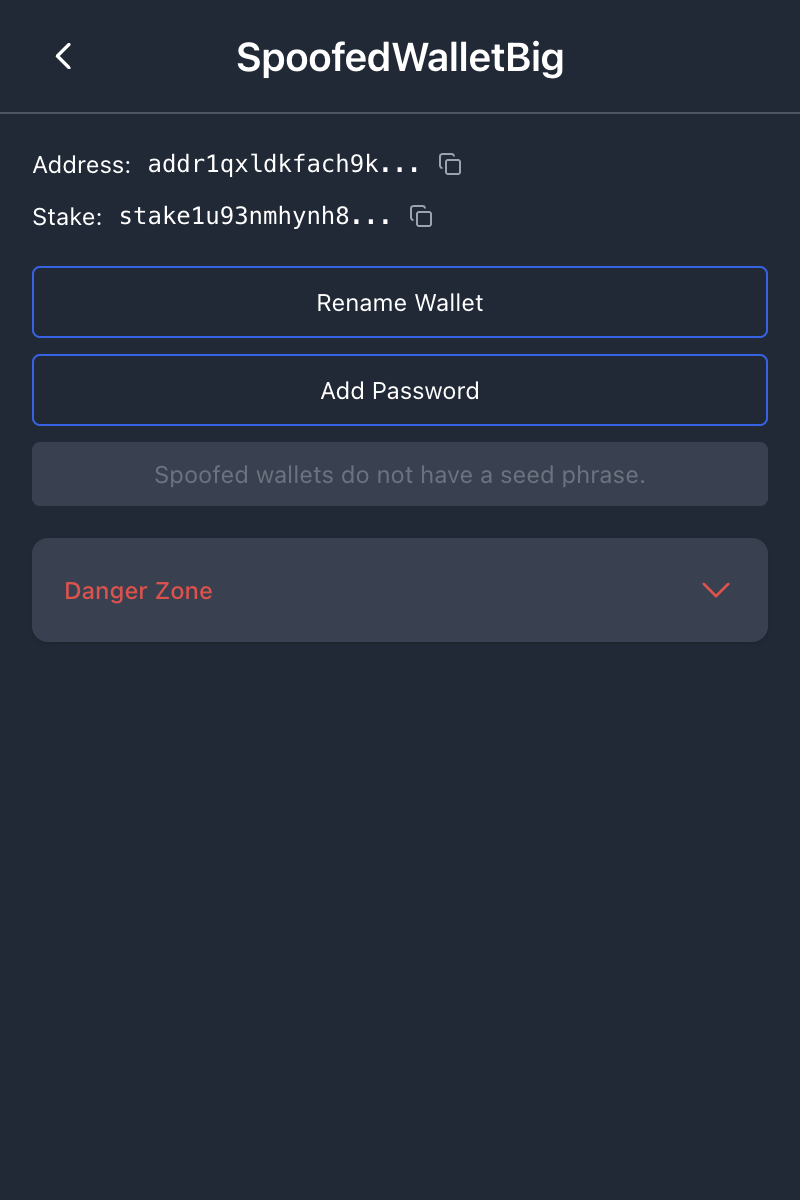 SpoofedWalletBig
Address: addr1qxldkfach9k...
Stake: stake1u93nmhynh8...
Rename Wallet
Add Password
Spoofed wallets do not have a seed phrase.
Danger Zone